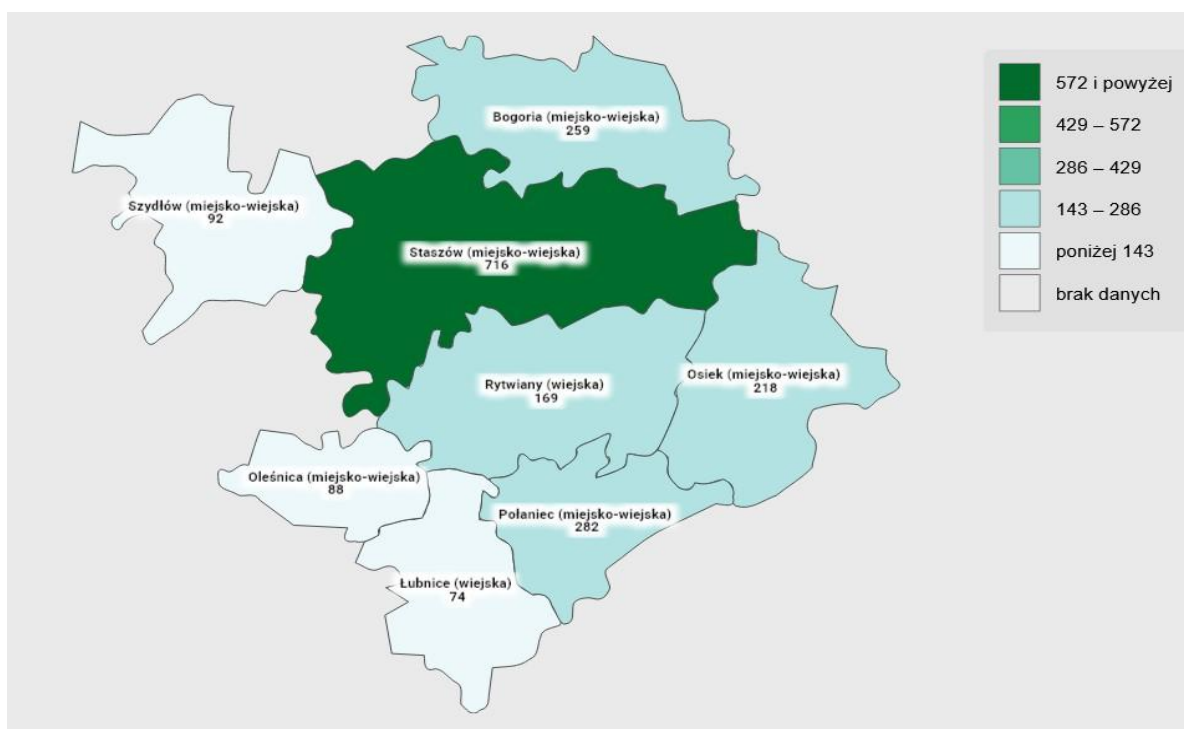 Bogoria (miejsko-wiejska)
259
Szydłów (miejsko-wiejska)
92
Staszów (miejsko-wiejska)
716
Rytwiany (wiejska)
169
Osiek (miejsko-wiejska)
218
Oleśnica (miejsko-wiejska)
88
Połaniec (miejsko-wiejska)
282
Łubnice (wiejska)
74
572 i powyżej
429 – 572
286 – 429
143 – 286
poniżej 143
brak danych